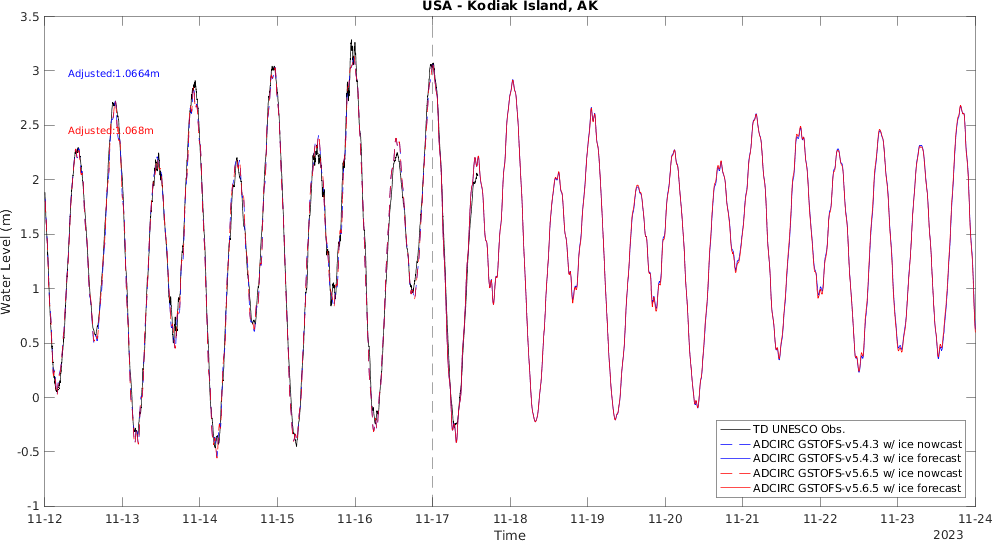 USA - Kodiak Island, AK
3.5
3
2.5
2
1.5
1
0.5
0
-0.5
-1
Water Level (m)
Adjusted:1.0664m
Adjusted:1.068m
TD UNESCO Obs.
ADCIRC GSTOFS-v5.4.3 w/ ice nowcast
ADCIRC GSTOFS-v5.4.3 w/ ice forecast
ADCIRC GSTOFS-v5.6.5 w/ ice nowcast
ADCIRC GSTOFS-v5.6.5 w/ ice forecast
11-12 11-13 11-14 11-15 11-16 11-17 11-18 11-19 11-20 11-21 11-22 11-23 11-24
Time
2023